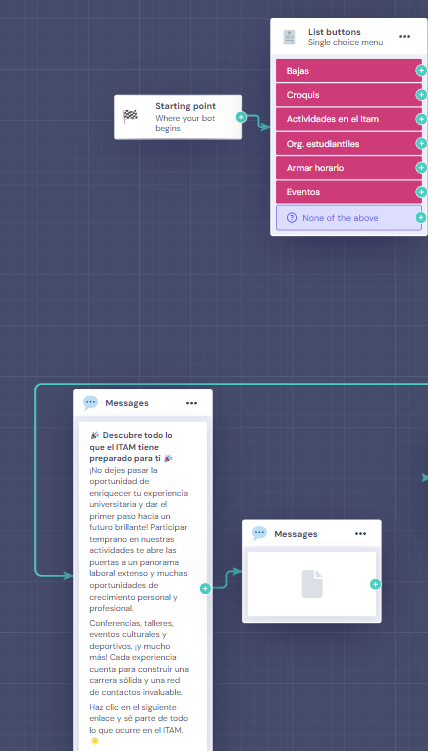 List buttons
Single choice menu
Bajas
Croquis
Starting point
Where your bot
begins
Actividades en el Itam
Org. estudiantiles
Armar horario
Eventos
None of the above
Messages
🎉 Descubre todo lo
que el ITAM tiene
preparado para ti 🎉
¡No dejes pasar la
oportunidad de
enriquecer tu experiencia
universitaria y dar el
primer paso hacia un
futuro brillante! Participar
temprano en nuestras
actividades te abre las
puertas a un panorama
laboral extenso y muchas
oportunidades de
crecimiento personal y
profesional.
Conferencias, talleres,
eventos culturales y
deportivos, ¡y mucho
más! Cada experiencia
cuenta para construir una
carrera sólida y una red
de contactos invaluable.
Haz clic en el siguiente
enlace y sé parte de todo
lo que ocurre en el ITAM.
🌟
Messages